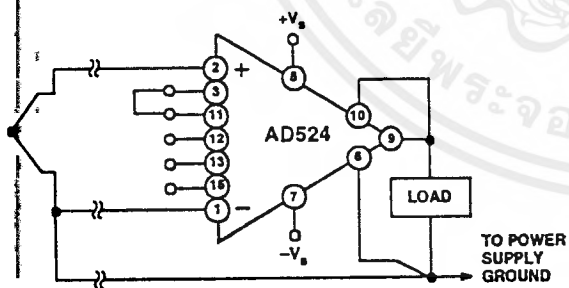 +Vs
2 +
3
8
11
10
AD524
12
9
13
6
16
1 −
7
LOAD
−Vs
TO POWER
SUPPLY
GROUND